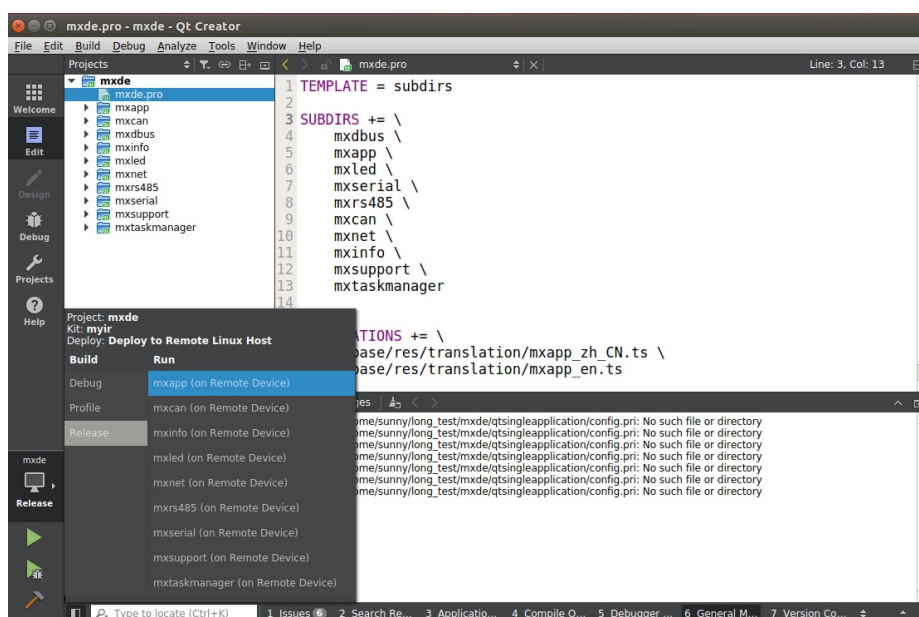 mxde.pro - mxde - Qt Creator
File Edit Build Debug Analyze Tools Window Help
Projects
mxde.pro
Line: 3, Col: 13
Welcome
Edit
Design
Debug
Projects
Help
mxde
Release
mxde
mxde.pro
mxapp
mxcan
mxdbus
mxinfo
mxled
mxnet
mxrs485
mxserial
mxsupport
mxtaskmanager
1 TEMPLATE = subdirs
2
3 SUBDIRS += \
4 mxdbus \
5 mxapp \
6 mxled \
7 mxserial \
8 mxrs485 \
9 mxcan \
10 mxnet \
11 mxinfo \
12 mxsupport \
13 mxtaskmanager
14
ATIONS += \
base/res/translation/mxapp_zh_CN.ts \
base/res/translation/mxapp_en.ts
Project: mxde
Kit: myir
Deploy: Deploy to Remote Linux Host
Build Run
Debug mxapp (on Remote Device)
Profile mxcan (on Remote Device)
Release mxinfo (on Remote Device)
mxled (on Remote Device)
mxnet (on Remote Device)
mxrs485 (on Remote Device)
mxserial (on Remote Device)
mxsupport (on Remote Device)
mxtaskmanager (on Remote Device)
ges
ome/sunny/long_test/mxde/qtsingleapplication/config.pri: No such file or directory
ome/sunny/long_test/mxde/qtsingleapplication/config.pri: No such file or directory
ome/sunny/long_test/mxde/qtsingleapplication/config.pri: No such file or directory
ome/sunny/long_test/mxde/qtsingleapplication/config.pri: No such file or directory
ome/sunny/long_test/mxde/qtsingleapplication/config.pri: No such file or directory
ome/sunny/long_test/mxde/qtsingleapplication/config.pri: No such file or directory
ome/sunny/long_test/mxde/qtsingleapplication/config.pri: No such file or directory
Type to locate (Ctrl+K) 1 Issues 6 2 Search Re... 3 Applicatio... 4 Compile O... 5 Debugger ... 6 General M... 7 Version Co...